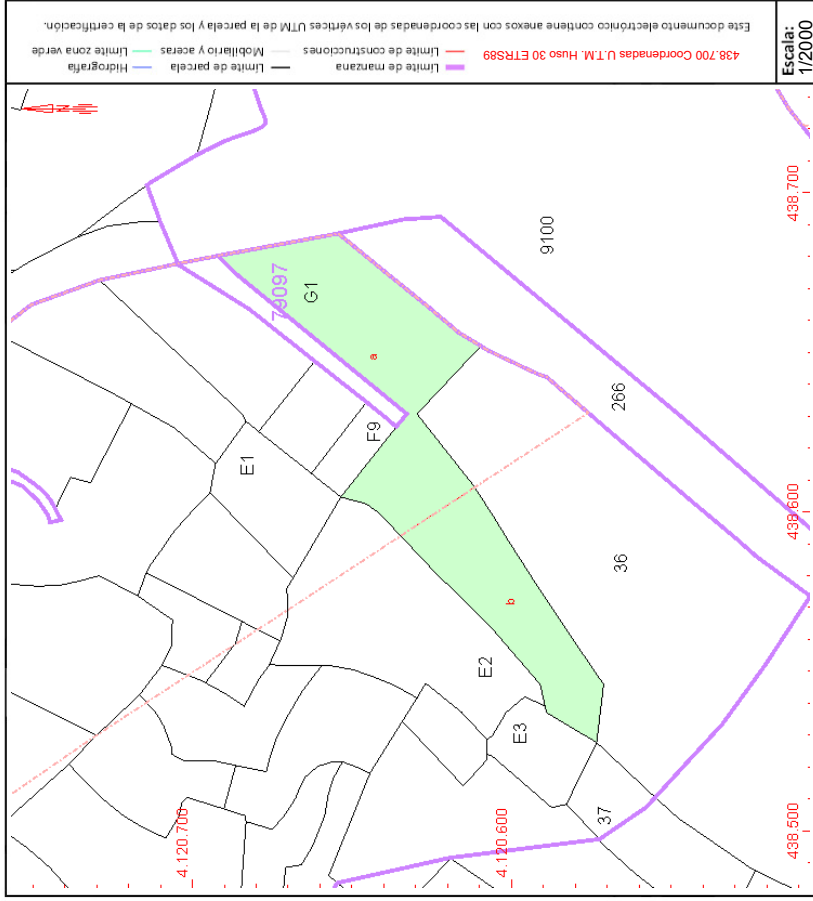 Este documento electrónico contiene anexos con las coordenadas de los vértices UTM de la parcela y los datos de la certificación.
438.700 Coordenadas U.T.M. Huso 30 ETRS89
Límite de manzana
Límite de construcciones
Límite de parcela
Mobiliario y aceras
Hidrografía
Límite zona verde
Escala:
1/2000
N
79097
G1
a
F9
E1
9100
266
36
b
E2
E3
37
4.120.700
4.120.600
438.700
438.600
438.500